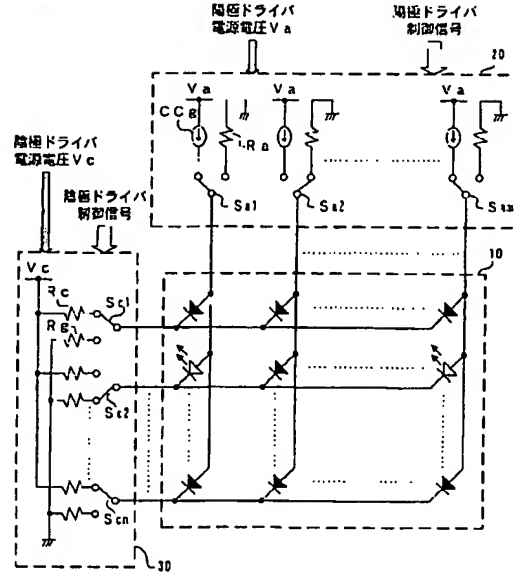 陽極ドライバ
電源電圧Va
陽極ドライバ
制御信号
20
Va
Va
Va
CCg
Ra
Sa1
Sa2
Sam
陰極ドライバ
電源電圧Vc
陰極ドライバ
制御信号
10
Vc
Rc
Sc1
Rg
Sc2
Scn
30